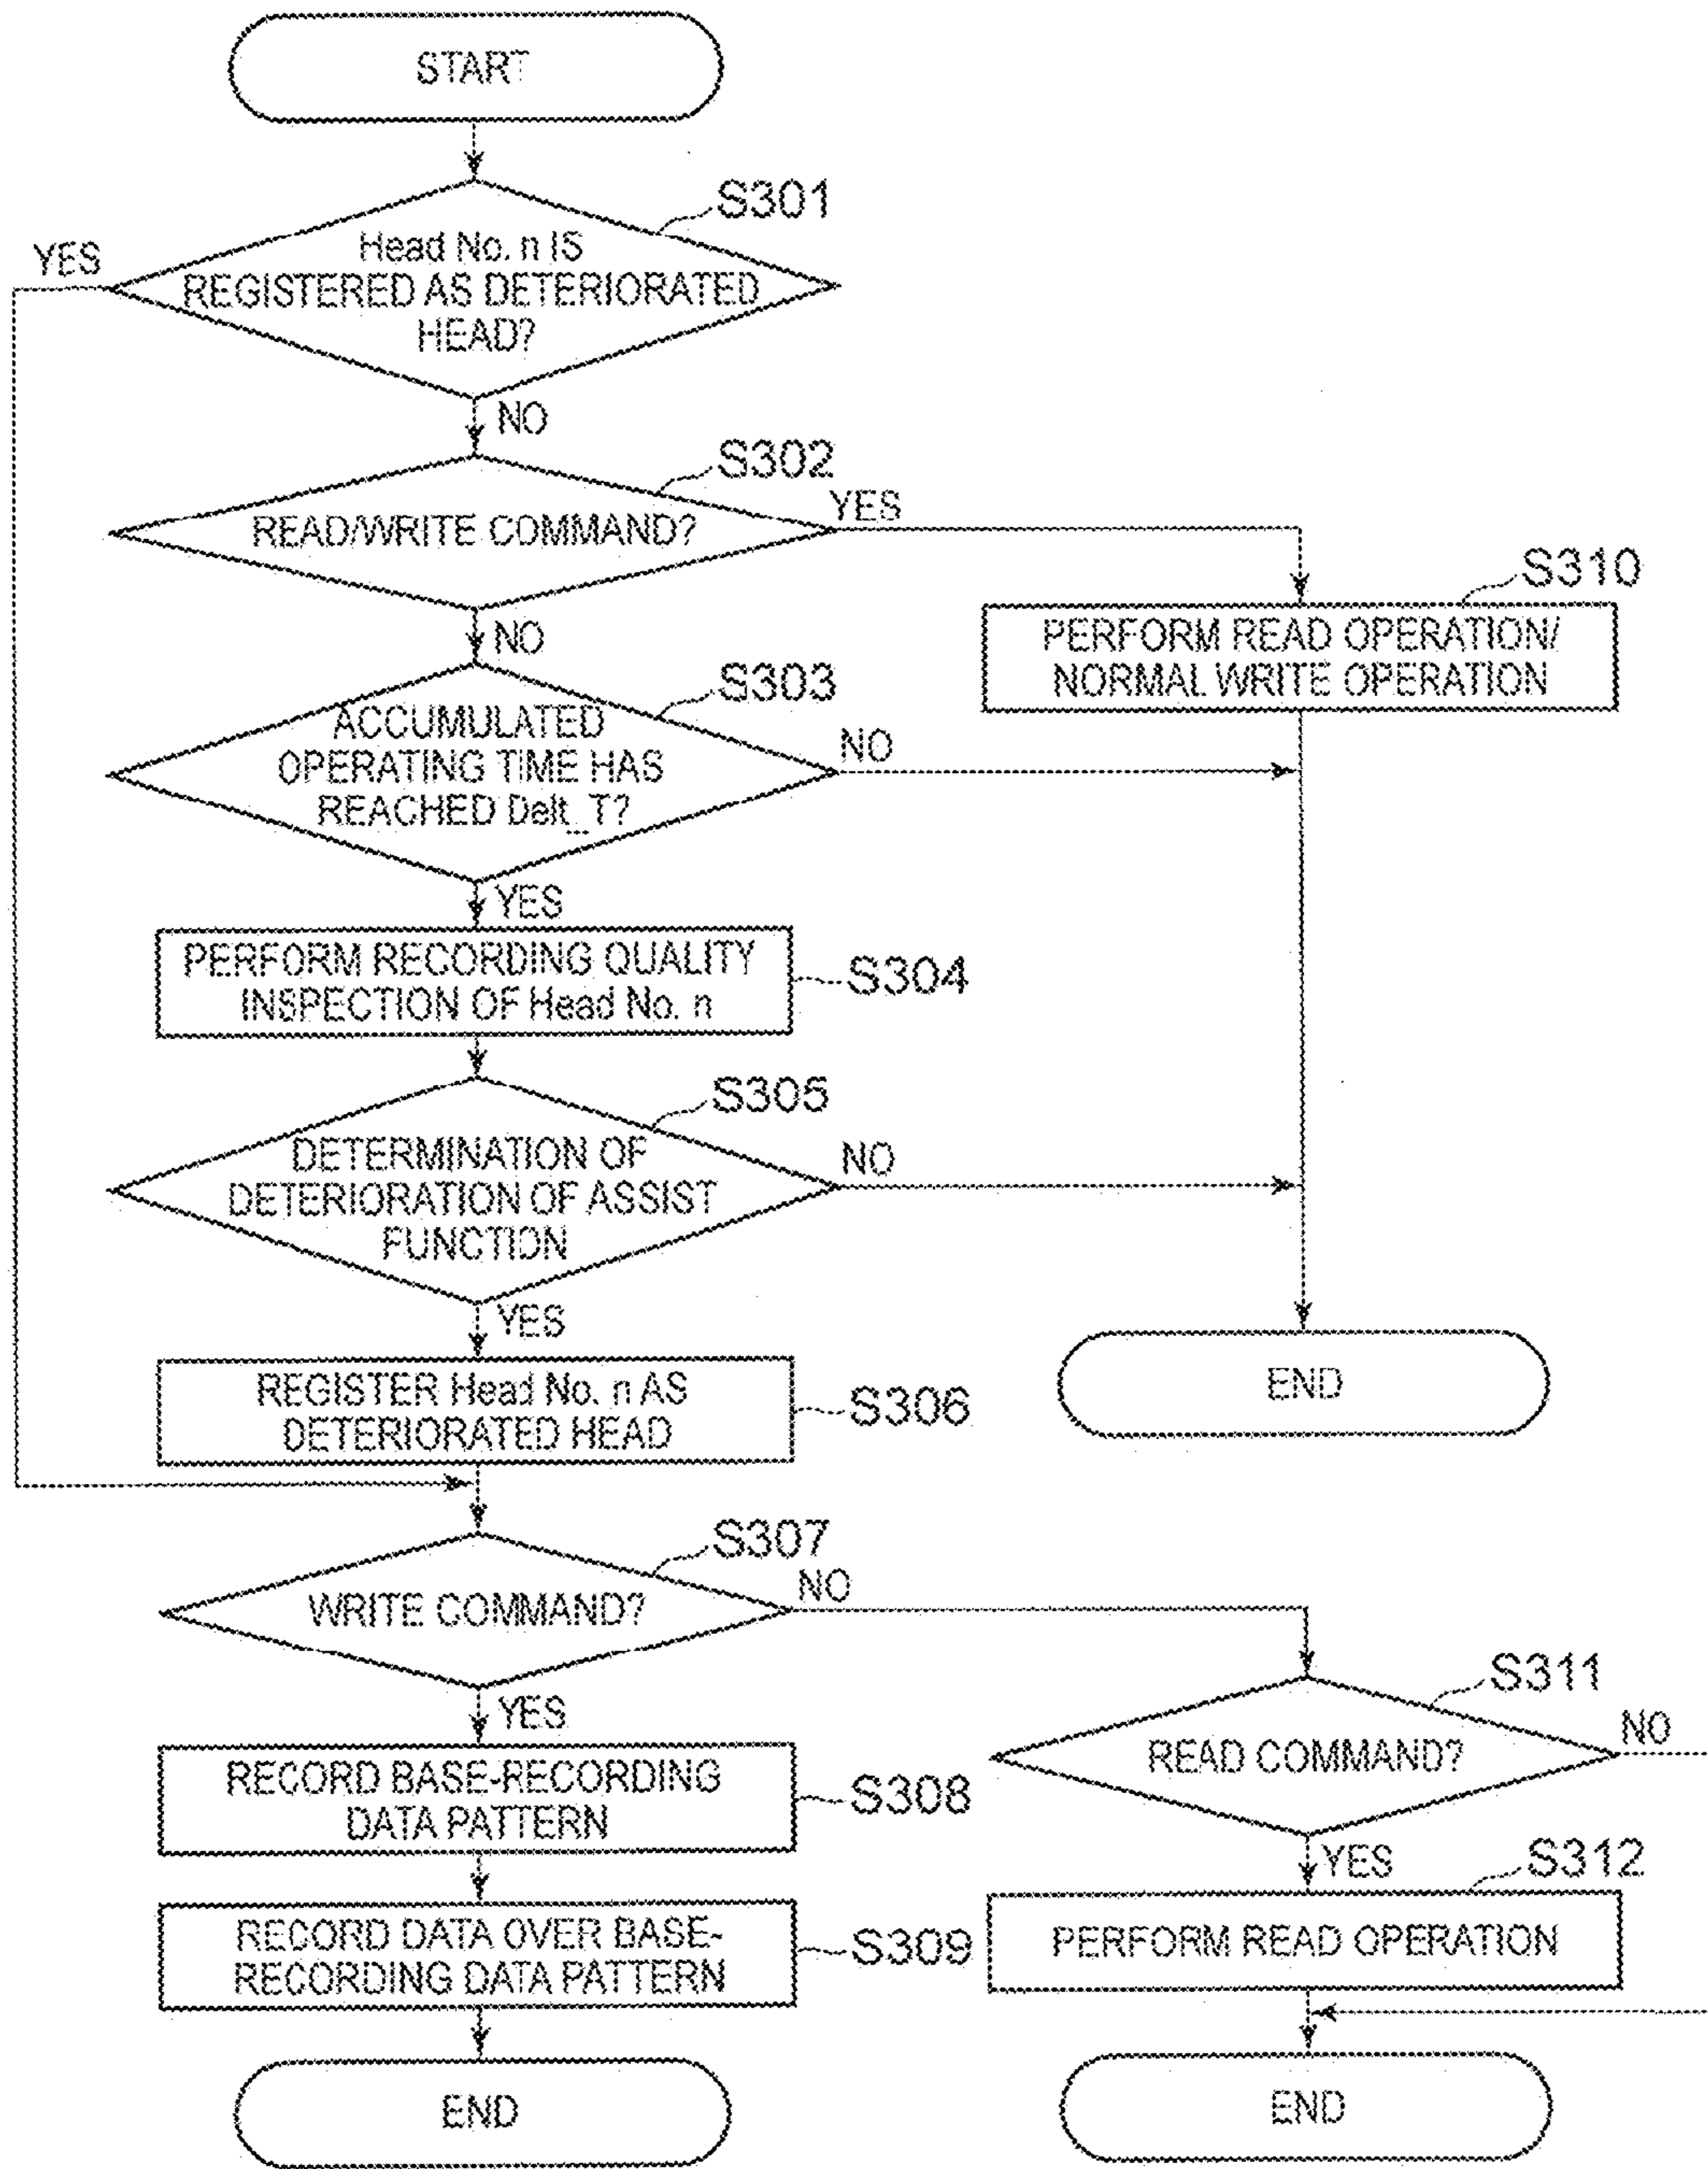 START
S301
YES
Head No. n IS
REGISTERED AS DETERIORATED
HEAD?
NO
S302
READ/WRITE COMMAND?
YES
S310
PERFORM READ OPERATION/
NORMAL WRITE OPERATION
NO
S303
ACCUMULATED
OPERATING TIME HAS
REACHED Delt_T?
NO
YES
PERFORM RECORDING QUALITY
INSPECTION OF Head No. n
S304
S305
DETERMINATION OF
DETERIORATION OF ASSIST
FUNCTION
NO
YES
REGISTER Head No. n AS
DETERIORATED HEAD
S306
END
S307
WRITE COMMAND?
NO
S311
READ COMMAND?
NO
YES
RECORD BASE-RECORDING
DATA PATTERN
S308
YES
S312
PERFORM READ OPERATION
RECORD DATA OVER BASE-
RECORDING DATA PATTERN
S309
END
END